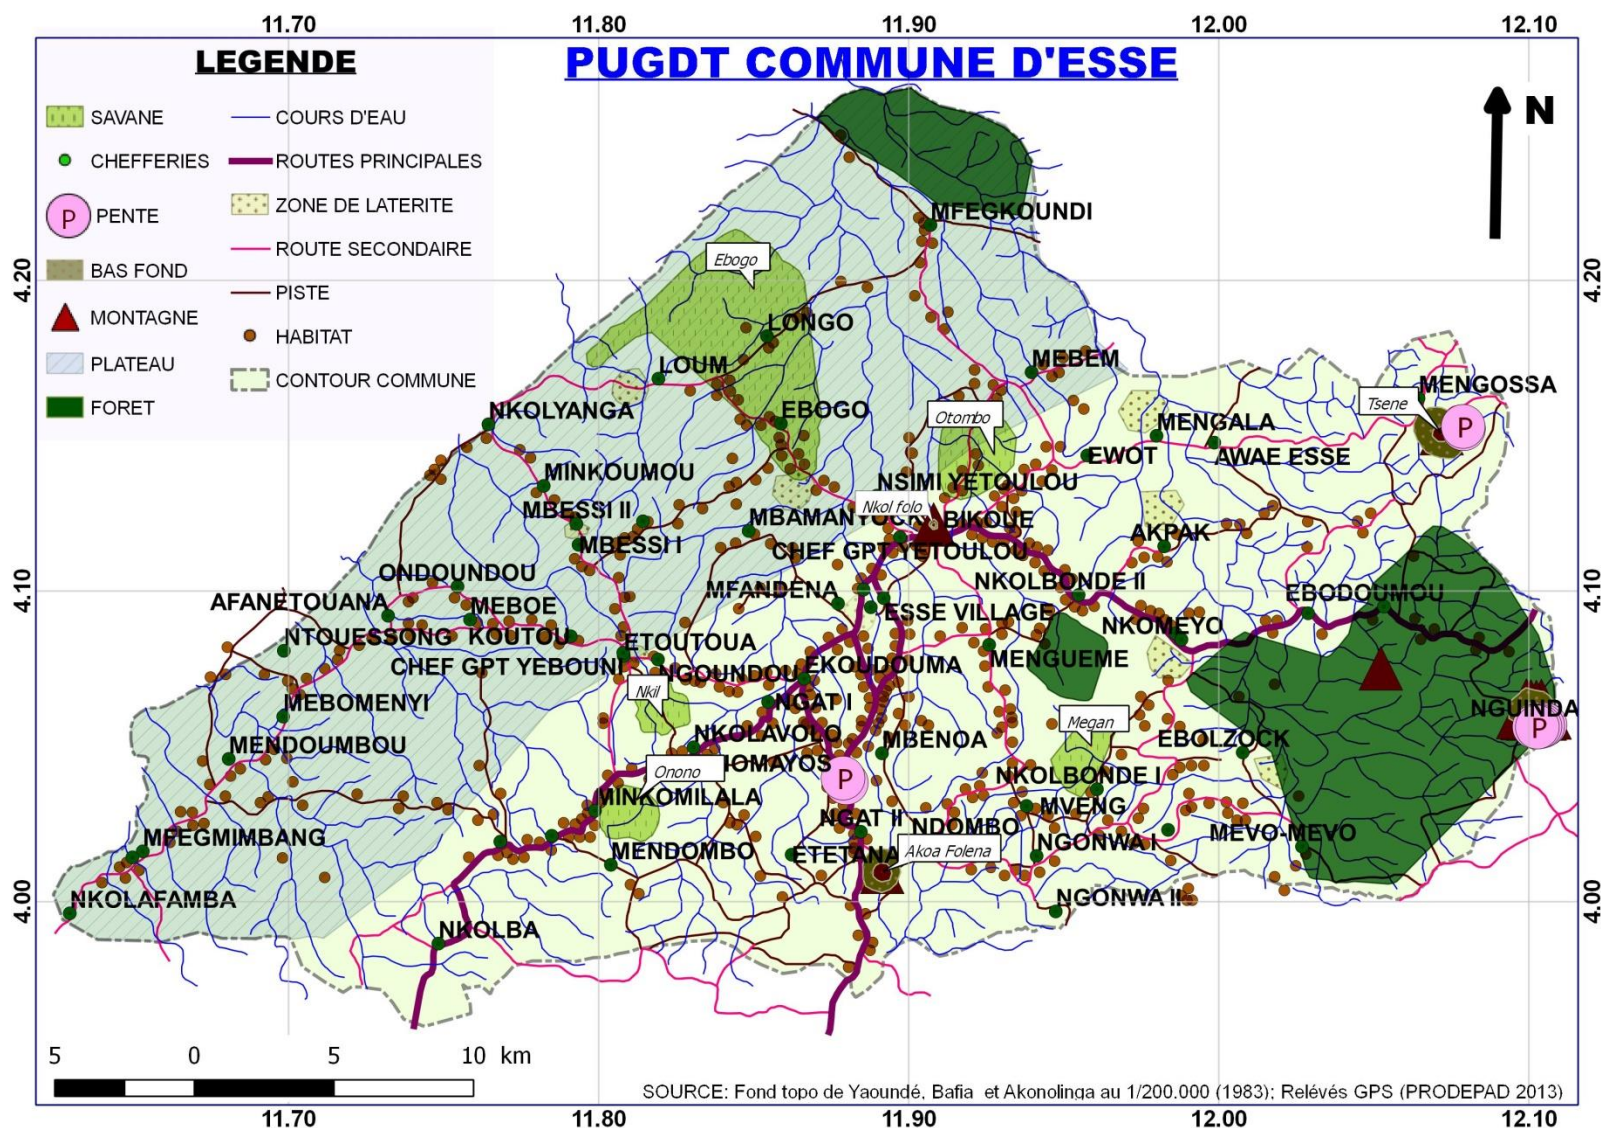 11.70 11.80 11.90 12.00 12.10
LEGENDE
PUGDT COMMUNE D'ESSE
N
SAVANE
COURS D'EAU
CHEFFERIES
ROUTES PRINCIPALES
P PENTE
ZONE DE LATERITE
ROUTE SECONDAIRE
BAS FOND
PISTE
MONTAGNE
HABITAT
PLATEAU
CONTOUR COMMUNE
FORET
4.20
4.20
MFEGKOUNDI
Ebogo
LONGO
LOUM
MEBEM
MENGOSSA
Tsene
P
NKOLYANGA
EBOGO
Otombo
MENGALA
EWOT
AWAE ESSE
MINKOUMOU
NSIMI YETOULOU
Nkol folo
MBESSI II
MBAMANYOCK
BIKOUE
AKPAK
MBESSI I
CHEF GPT YETOULOU
ONDOUNDOU
MFANDENA
NKOLBONDE II
EBODOUMOU
4.10
4.10
AFANETOUANA
MEBOE
ESSE VILLAGE
NKOMEYO
NTOUESSONG
KOUTOU
ETOUTOUA
CHEF GPT YEBOUNI
NGOUNDOU
EKOUDOUMA
MENGUEME
Nkil
MEBOMENYI
NGAT I
Megan
NGUINDA
P
MENDOUMBOU
NKOLAVOLO
MBENOA
EBOLZOCK
Onono
IOMAYOS
P
NKOLBONDE I
MINKOMILALA
MVENG
MFEGMIMBANG
NGAT II
NDOMBO
MEVO-MEVO
MENDOMBO
ETETANA
Akoa Folena
NGONWA I
NKOLAFAMBA
NGONWA II
4.00
4.00
NKOLBA
5 0 5 10 km
SOURCE: Fond topo de Yaoundé, Bafia et Akonolinga au 1/200.000 (1983); Relévés GPS (PRODEPAD 2013)
11.70 11.80 11.90 12.00 12.10